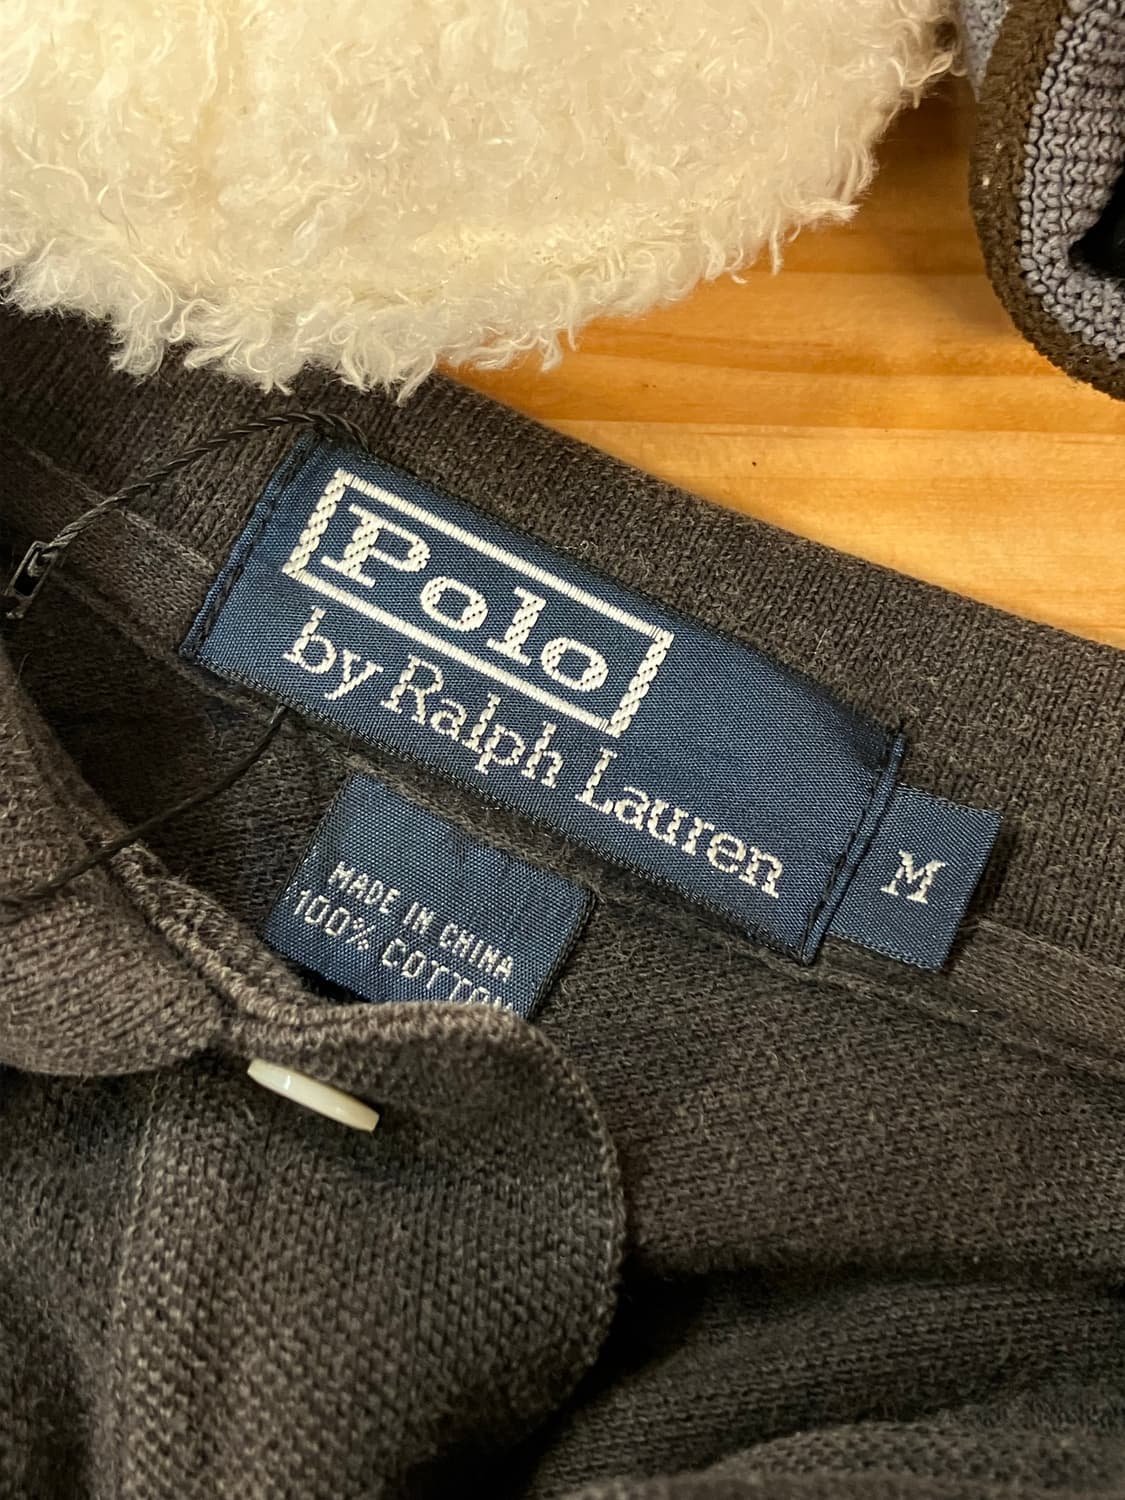 Polo
by Ralph Lauren
M
MADE IN CHINA
100% COTTON